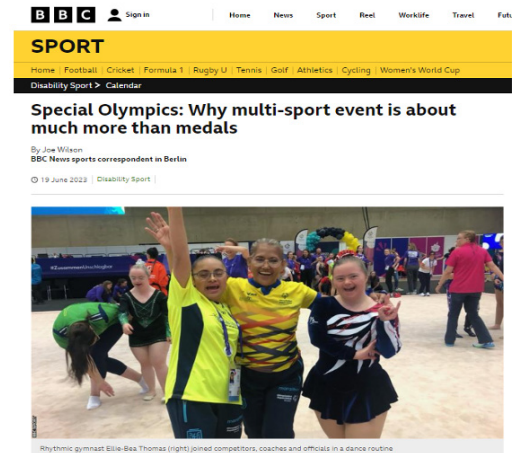 BBC Sign in Home News Sport Reel Worklife Travel Futu
SPORT
Home | Football | Cricket | Formula 1 | Rugby U | Tennis | Golf | Athletics | Cycling | Women's World Cup
Disability Sport > Calendar
Special Olympics: Why multi-sport event is about
much more than medals
By Joe Wilson
BBC News sports correspondent in Berlin
19 June 2023 | Disability Sport
Rhythmic gymnast Ellie-Bea Thomas (right) joined competitors, coaches and officials in a dance routine